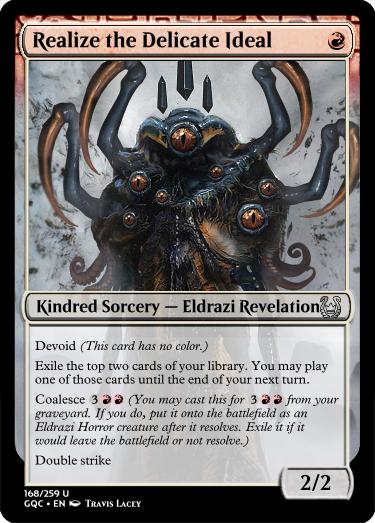 Realize the Delicate Ideal
Kindred Sorcery — Eldrazi Revelation
Devoid (This card has no color.)
Exile the top two cards of your library. You may play
one of those cards until the end of your next turn.
Coalesce 3 (You may cast this for 3 from your
graveyard. If you do, put it onto the battlefield as an
Eldrazi Horror creature after it resolves. Exile it if it
would leave the battlefield or not resolve.)
Double strike
2/2
168/259 U
GQC • EN Travis Lacey